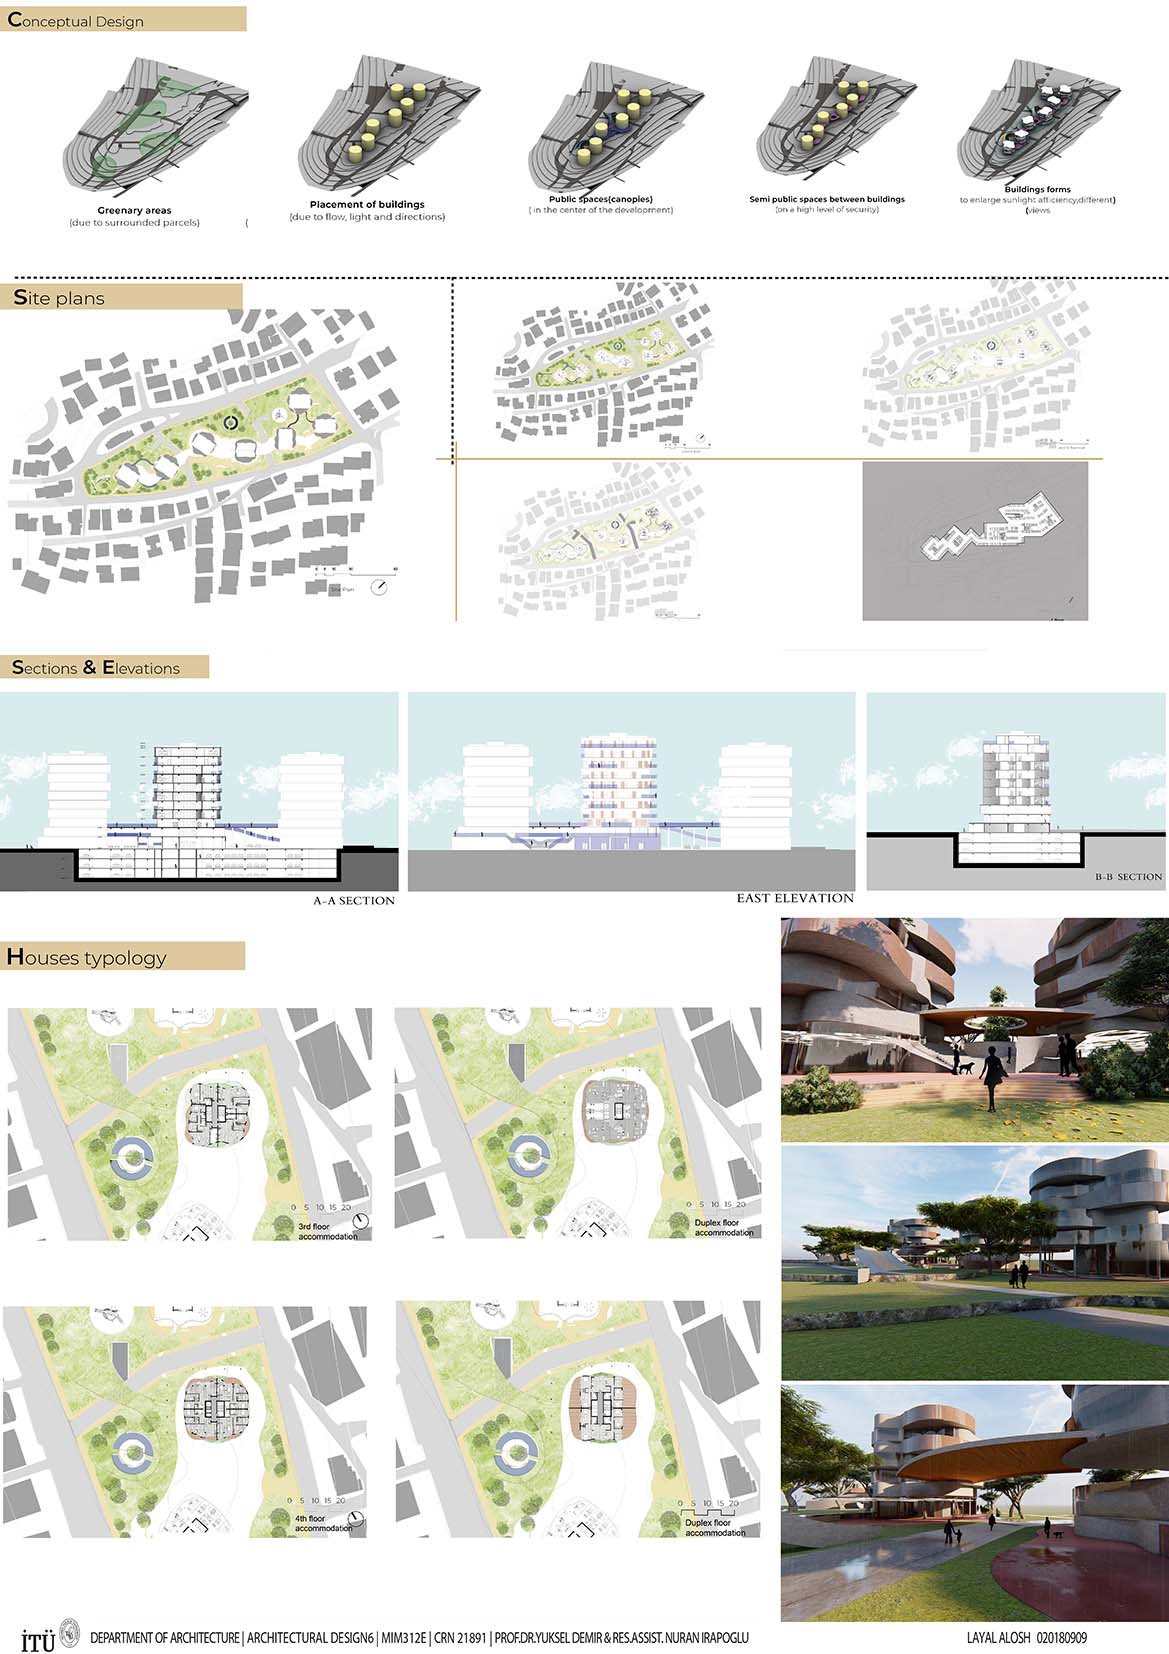 Conceptual Design
Greenary areas
(due to surrounded parcels)
(
Placement of buildings
(due to flow, light and directions)
Public spaces(canopies)
( in the center of the development)
Semi public spaces between buildings
(on a high level of security)
Buildings forms
to enlarge sunlight afficiency,different)
(views
Site plans
Site Plan
Sections & Elevations
A-A SECTION
EAST ELEVATION
B-B SECTION
Houses typology
0 5 10 15 20
3rd floor
accommodation
0 5 10 15 20
Duplex floor
accommodation
0 5 10 15 20
4th floor
accommodation
0 5 10 15 20
Duplex floor
accommodation
İTÜ
DEPARTMENT OF ARCHITECTURE | ARCHITECTURAL DESIGN6 | MIM312E | CRN 21891 | PROF.DR.YUKSEL DEMIR & RES.ASSIST. NURAN IRAPOGLU
LAYAL ALOSH 020180909